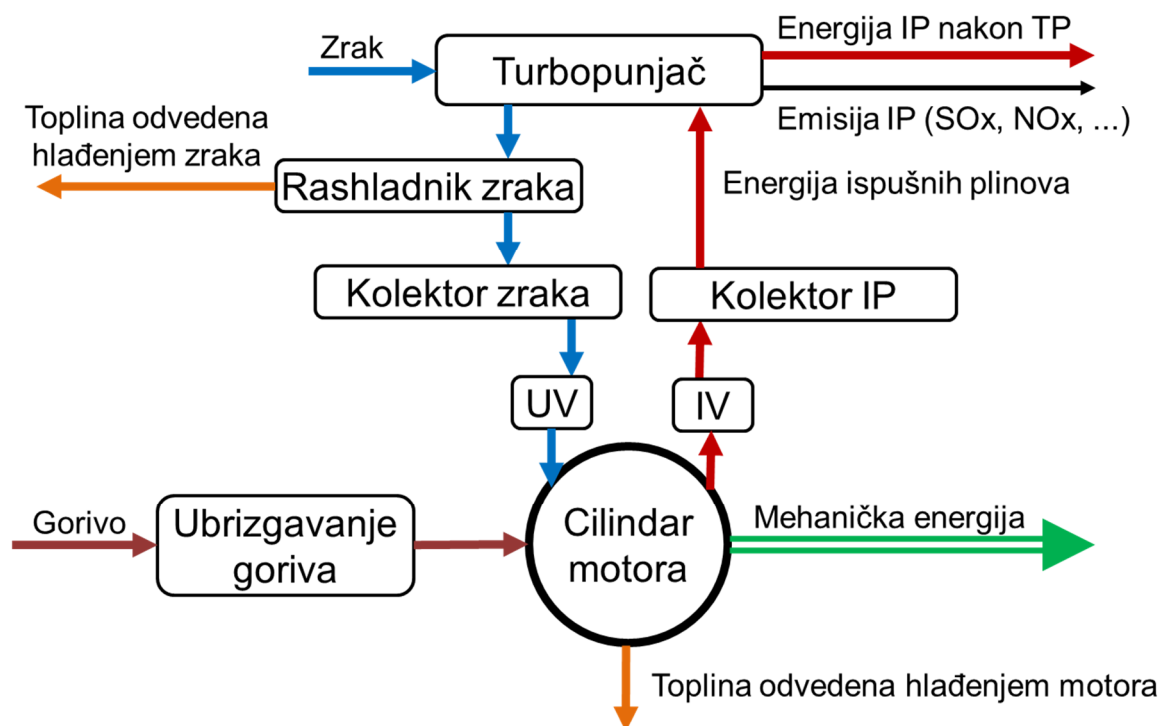 Energija IP nakon TP
Zrak
Turbopunjač
Toplina odvedena
hlađenjem zraka
Emisija IP (SOx, NOx, ...)
Rashladnik zraka
Energija ispušnih plinova
Kolektor zraka
Kolektor IP
UV
IV
Gorivo
Ubrizgavanje
goriva
Cilindar
motora
Mehanička energija
Toplina odvedena hlađenjem motora